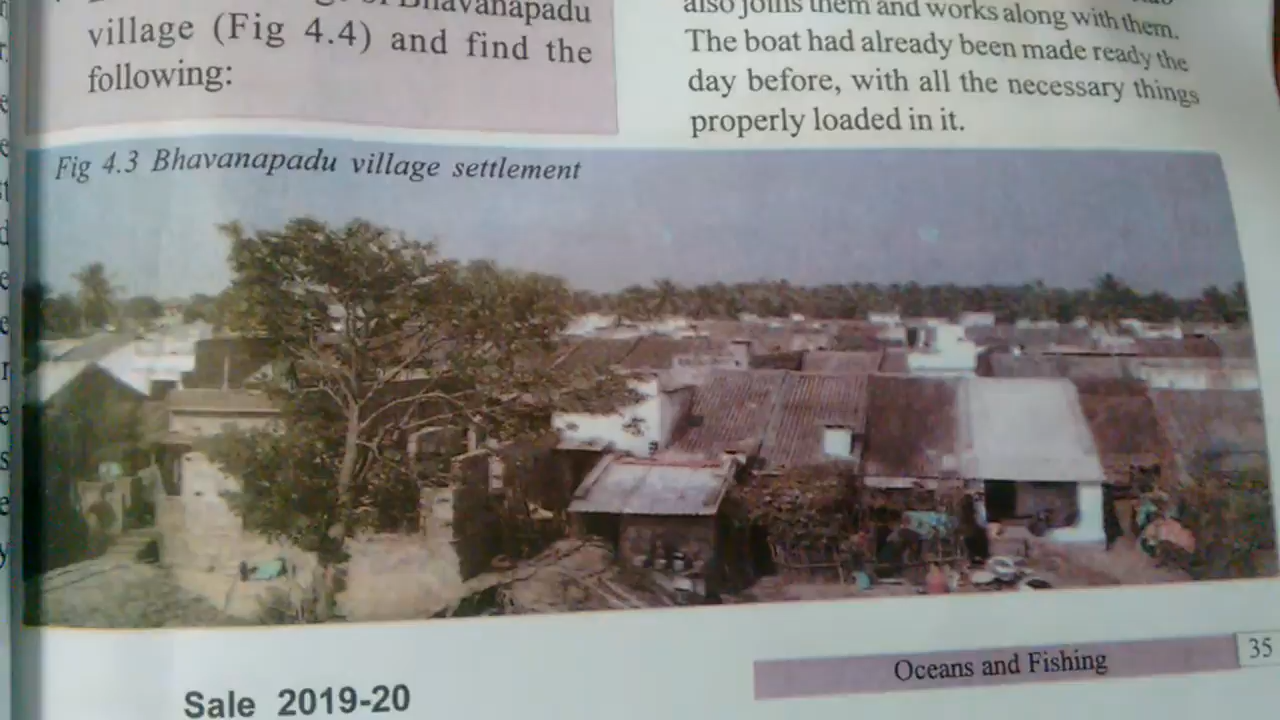 of Bhavanapadu
village (Fig 4.4) and find the
following:
also joins them and works along with them.
The boat had already been made ready the
day before, with all the necessary things
properly loaded in it.
Fig 4.3 Bhavanapadu village settlement
Oceans and Fishing
35
Sale 2019-20